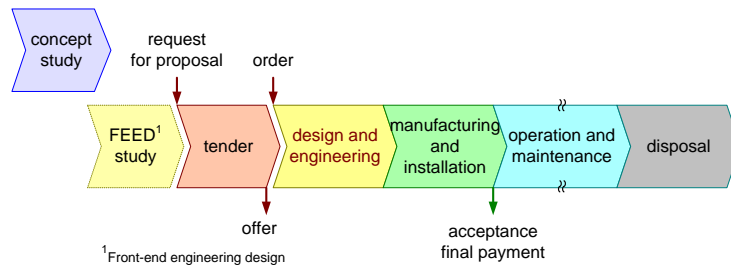 concept
study
request
for proposal
order
FEED¹
study
tender
design and
engineering
manufacturing
and
installation
operation and
maintenance
disposal
offer
acceptance
final payment
¹Front-end engineering design